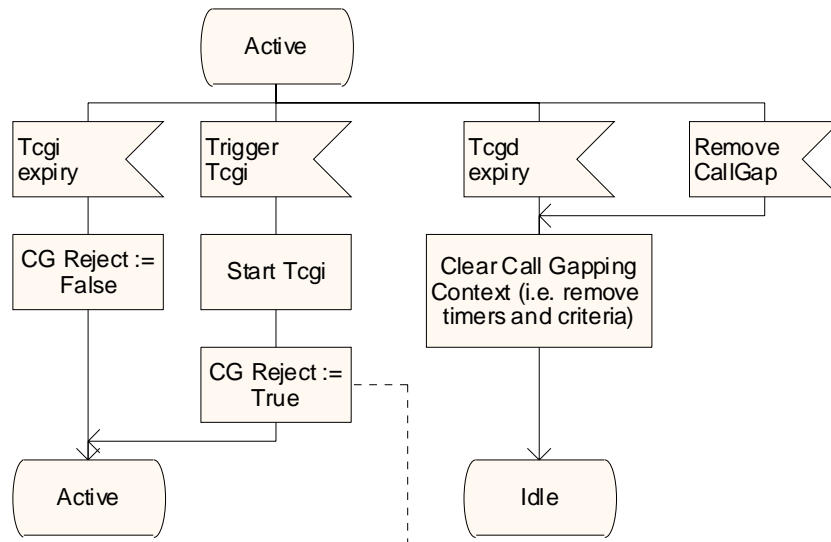 Active
Tcgi
expiry
Trigger
Tcgi
Tcgd
expiry
Remove
CallGap
CG Reject :=
False
Start Tcgi
Clear Call Gapping
Context (i.e. remove
timers and criteria)
CG Reject :=
True
Active
Idle